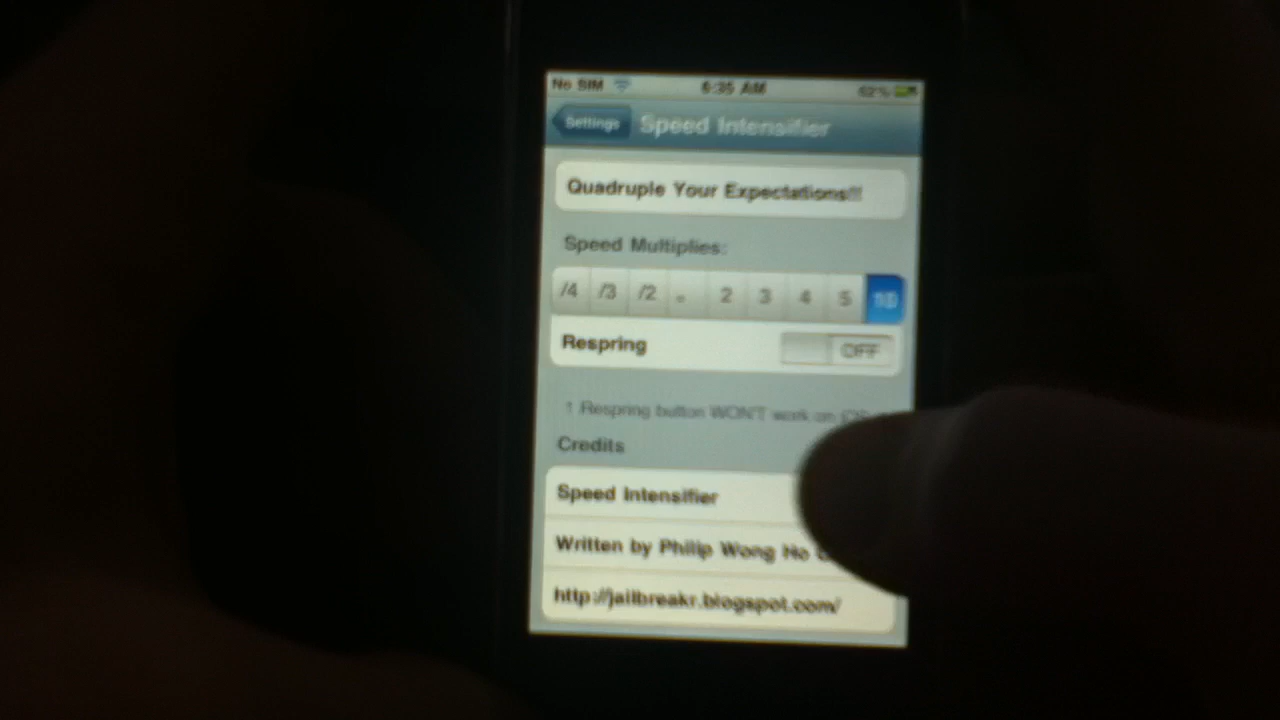 No SIM 6:35 AM 62%
Settings Speed Intensifier
Quadruple Your Expectations!!!
Speed Multiplies:
/4 /3 /2 2 3 4 5 10
Respring OFF
↑ Respring button WON'T work on
Credits
Speed Intensifier
Written by Philip Wong Ho
http://jailbreakr.blogspot.com/